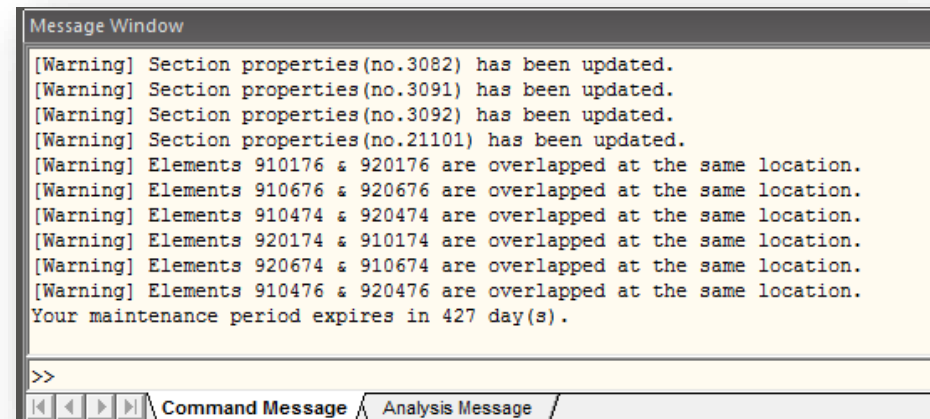 Message Window
[Warning] Section properties(no.3082) has been updated.
[Warning] Section properties(no.3091) has been updated.
[Warning] Section properties(no.3092) has been updated.
[Warning] Section properties(no.21101) has been updated.
[Warning] Elements 910176 & 920176 are overlapped at the same location.
[Warning] Elements 910676 & 920676 are overlapped at the same location.
[Warning] Elements 910474 & 920474 are overlapped at the same location.
[Warning] Elements 920174 & 910174 are overlapped at the same location.
[Warning] Elements 920674 & 910674 are overlapped at the same location.
[Warning] Elements 910476 & 920476 are overlapped at the same location.
Your maintenance period expires in 427 day(s).
>>
Command Message Analysis Message